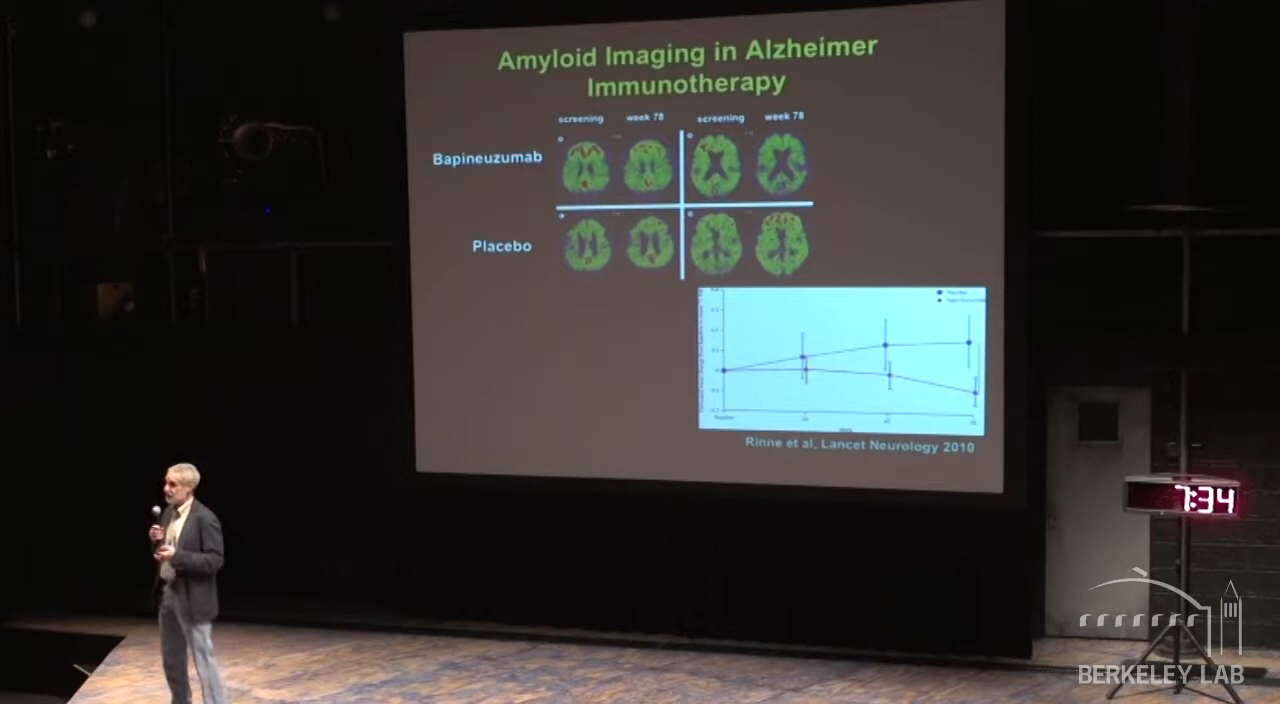 Amyloid Imaging in Alzheimer
Immunotherapy
screening week 78 screening week 78
Bapineuzumab
Placebo
Rinne et al, Lancet Neurology 2010
7:34
BERKELEY LAB